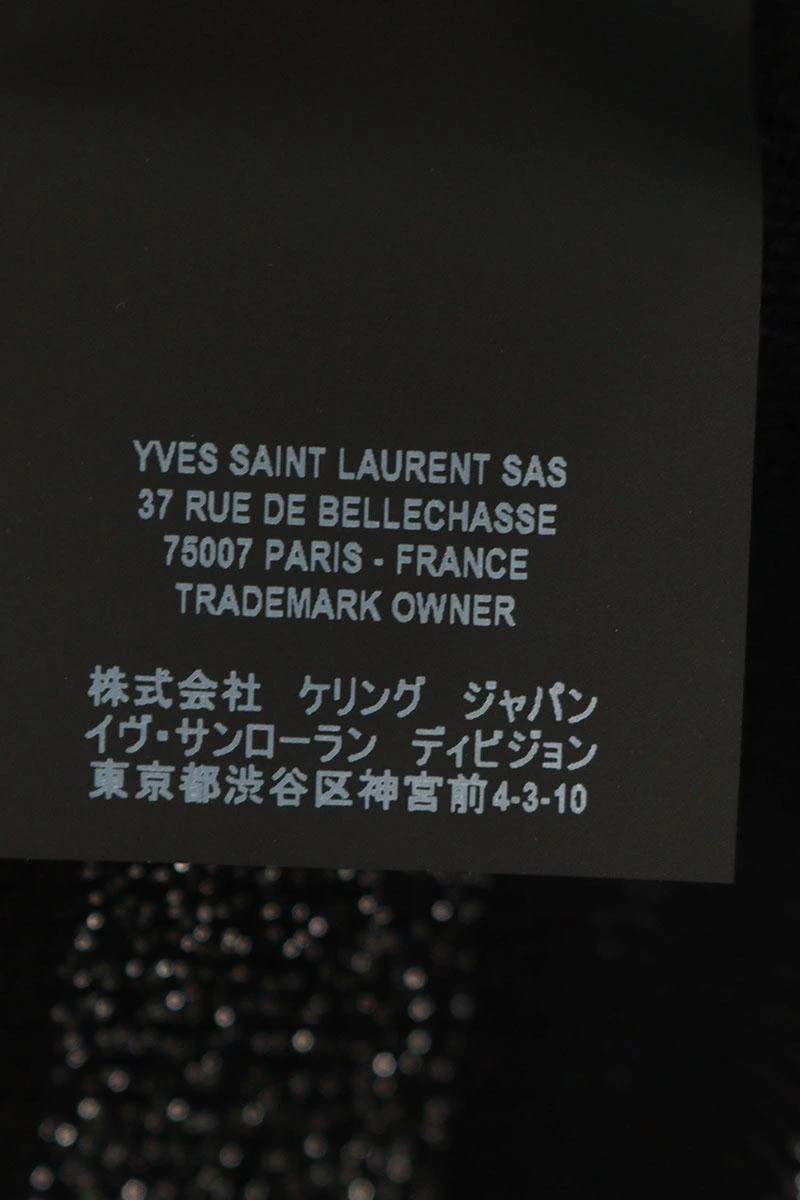 YVES SAINT LAURENT SAS
37 RUE DE BELLECHASSE
75007 PARIS - FRANCE
TRADEMARK OWNER
株式会社 ケリング ジャパン
イヴ・サンローラン ディビジョン
東京都渋谷区神宮前4-3-10